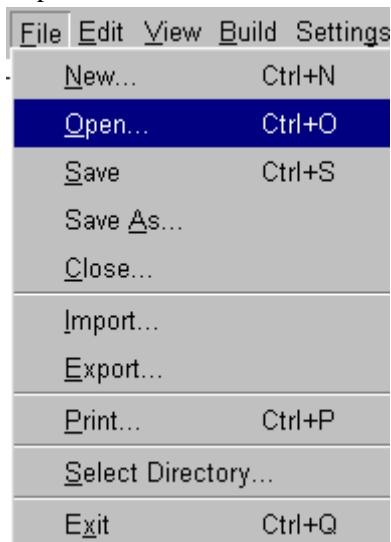 File Edit View Build Settings
New... Ctrl+N
Open... Ctrl+O
Save Ctrl+S
Save As...
Close...
Import...
Export...
Print... Ctrl+P
Select Directory...
Exit Ctrl+Q